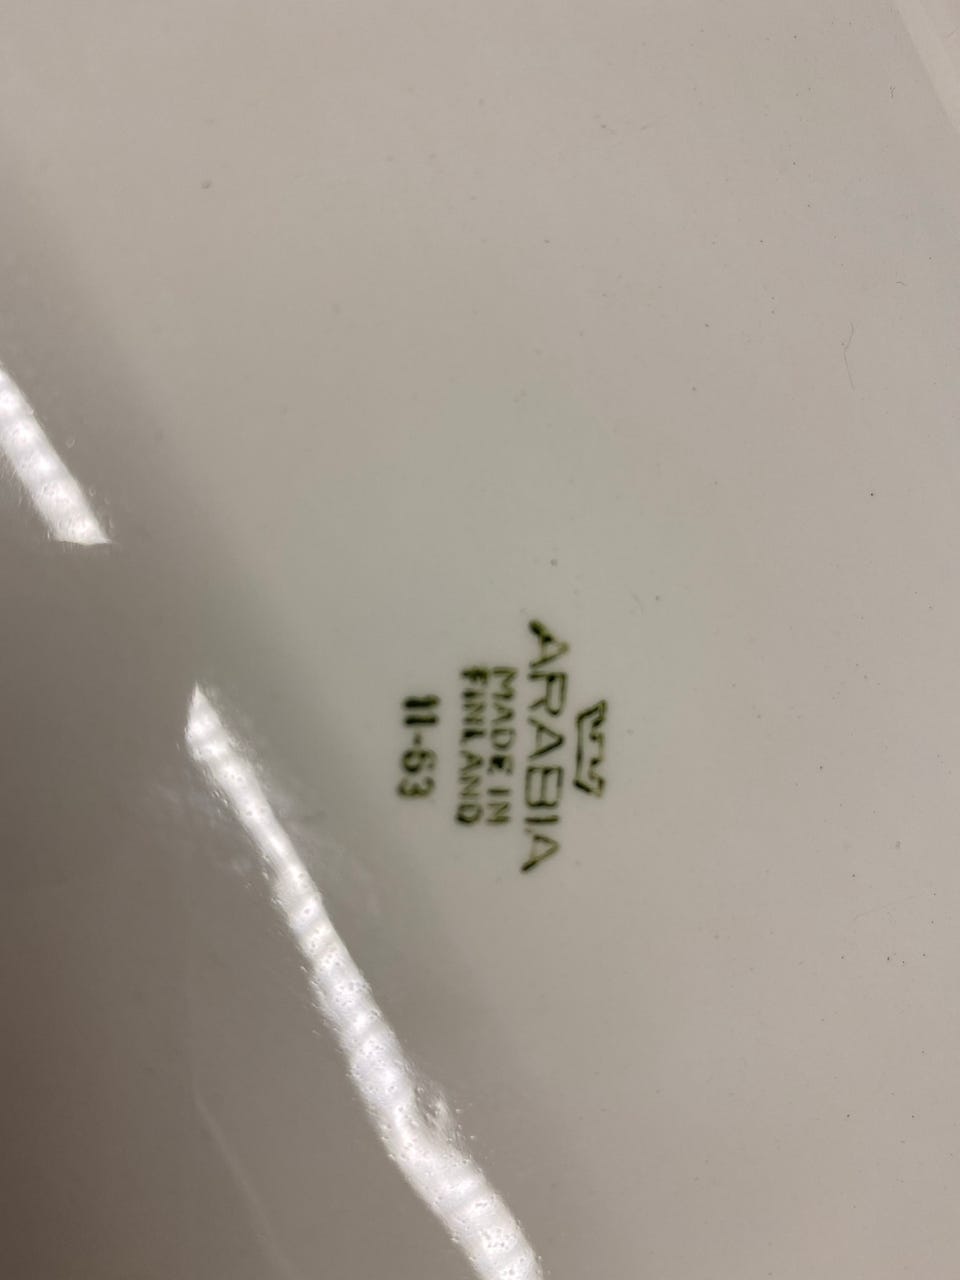 ARABIA
MADE IN
FINLAND
11-63